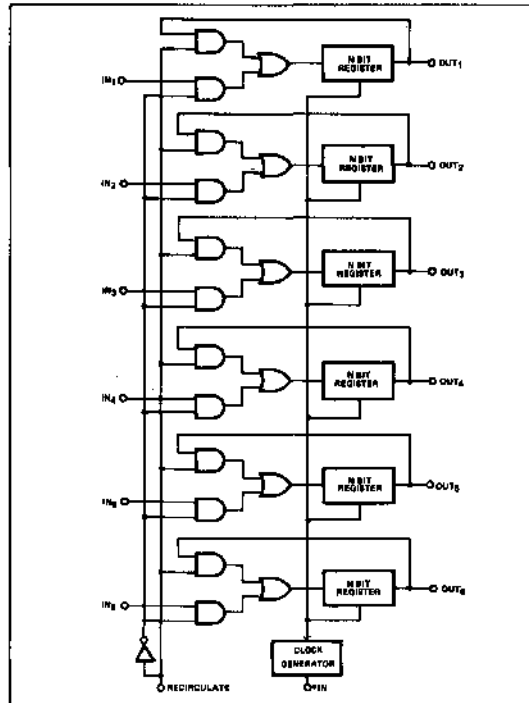 N BIT
REGISTER
OUT1
IN1
N BIT
REGISTER
OUT2
IN2
N BIT
REGISTER
OUT3
IN3
N BIT
REGISTER
OUT4
IN4
N BIT
REGISTER
OUT5
IN5
N BIT
REGISTER
OUT6
IN6
CLOCK
GENERATOR
RECIRCULATE